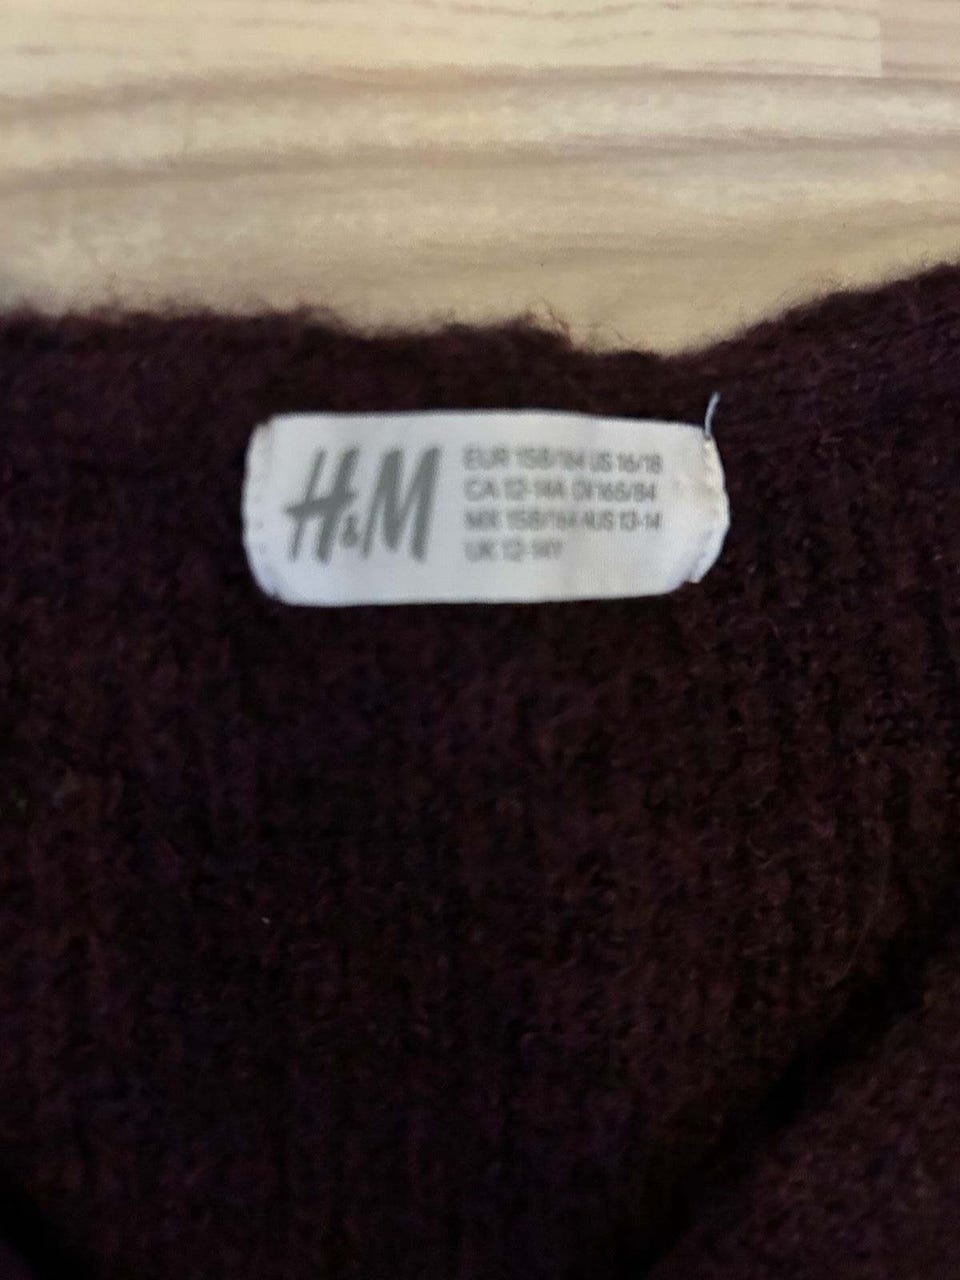 H&M
EUR 158/164 US 16/18
CA 12-14A CN 165/84
MX 158/164 AUS 13-14
UK 12-14Y